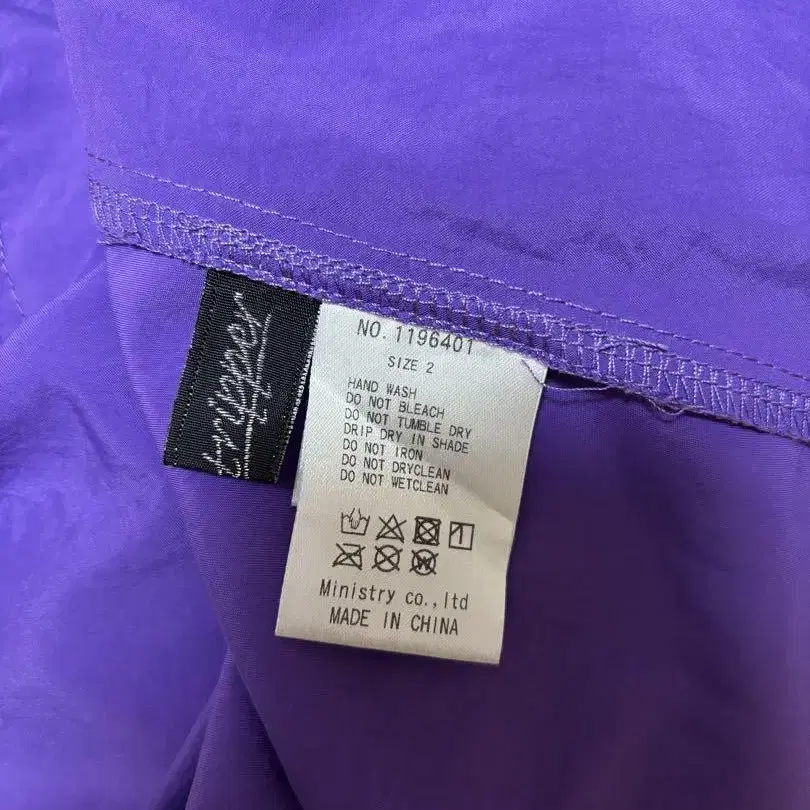 tripper
NO. 1196401
SIZE 2
HAND WASH
DO NOT BLEACH
DO NOT TUMBLE DRY
DRIP DRY IN SHADE
DO NOT IRON
DO NOT DRYCLEAN
DO NOT WETCLEAN
W
Ministry co.,ltd
MADE IN CHINA